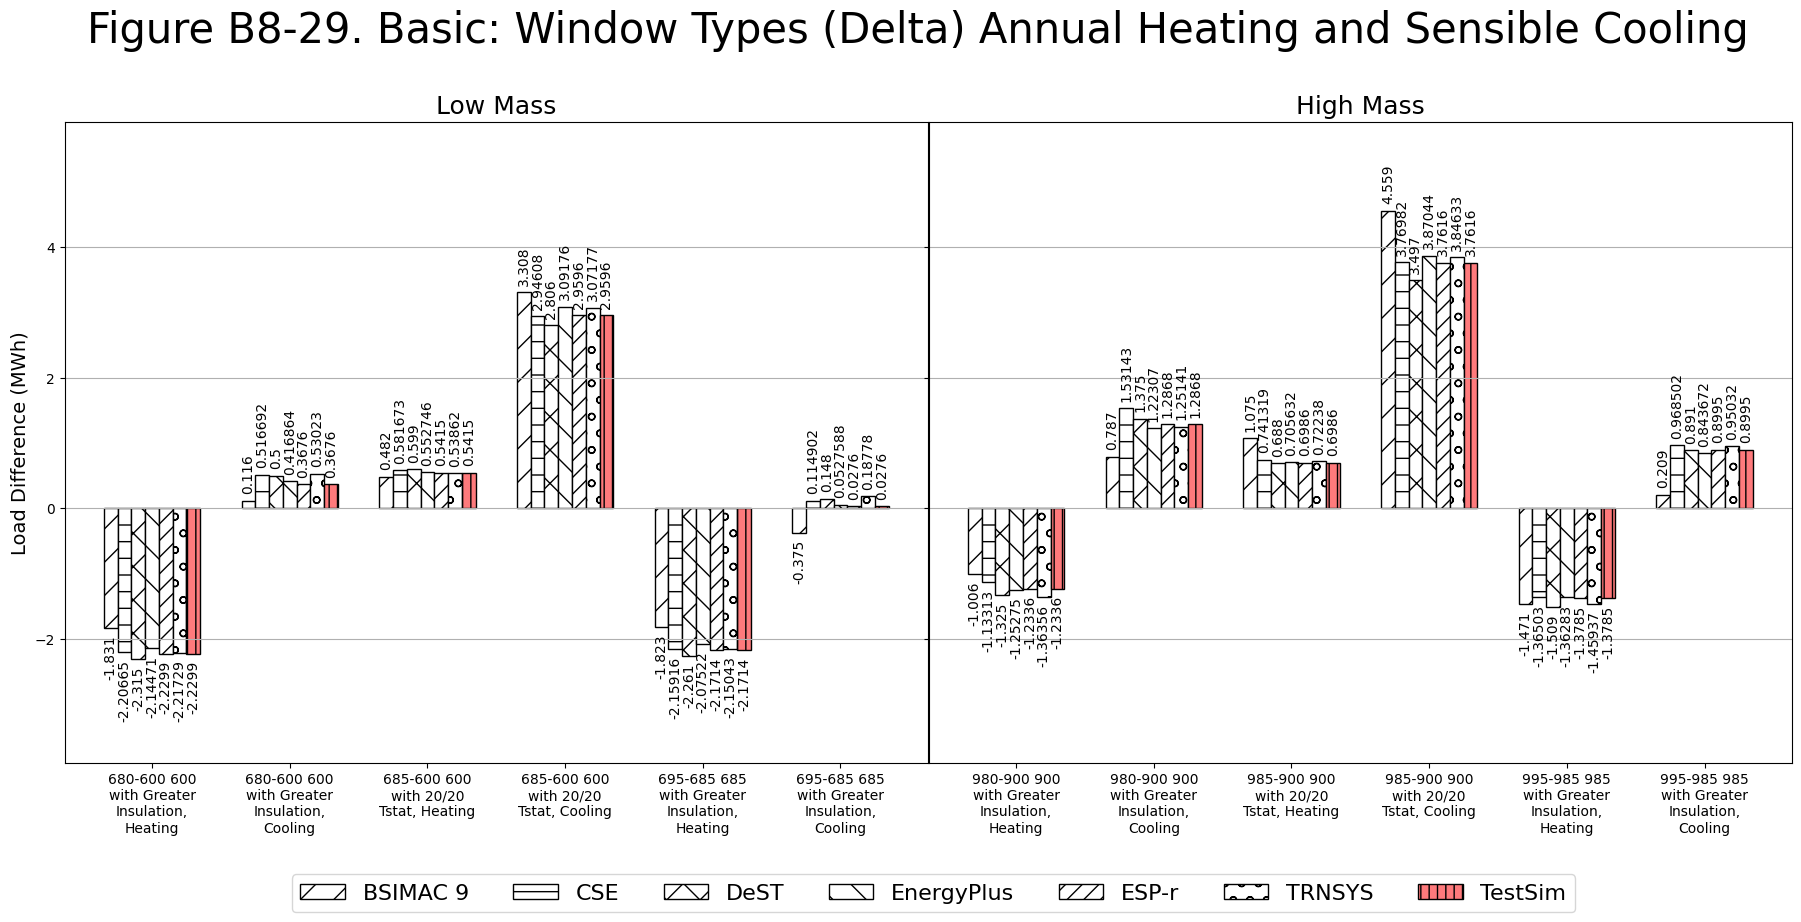 Figure B8-29. Basic: Window Types (Delta) Annual Heating and Sensible Cooling
Low Mass
High Mass
Load Difference (MWh)
4
2
0
−2
-1.831
-2.20665
-2.315
-2.14471
-2.2299
-2.21729
-2.2299
0.116
0.516692
0.5
0.416864
0.3676
0.53023
0.3676
0.482
0.581673
0.599
0.552746
0.5415
0.53862
0.5415
3.308
2.94608
2.806
3.09176
2.9596
3.07177
2.9596
-1.823
-2.15916
-2.261
-2.07522
-2.1714
-2.15043
-2.1714
-0.375
0.114902
0.148
0.0527588
0.0276
0.18778
0.0276
-1.006
-1.13313
-1.325
-1.25275
-1.2336
-1.36356
-1.2336
0.787
1.53143
1.375
1.22307
1.2868
1.25141
1.2868
1.075
0.741319
0.688
0.705632
0.6986
0.72238
0.6986
4.559
3.76982
3.497
3.87044
3.7616
3.84633
3.7616
-1.471
-1.36503
-1.509
-1.36283
-1.3785
-1.45937
-1.3785
0.209
0.968502
0.891
0.843672
0.8995
0.95032
0.8995
680-600 600
with Greater
Insulation,
Heating
680-600 600
with Greater
Insulation,
Cooling
685-600 600
with 20/20
Tstat, Heating
685-600 600
with 20/20
Tstat, Cooling
695-685 685
with Greater
Insulation,
Heating
695-685 685
with Greater
Insulation,
Cooling
980-900 900
with Greater
Insulation,
Heating
980-900 900
with Greater
Insulation,
Cooling
985-900 900
with 20/20
Tstat, Heating
985-900 900
with 20/20
Tstat, Cooling
995-985 985
with Greater
Insulation,
Heating
995-985 985
with Greater
Insulation,
Cooling
BSIMAC 9
CSE
DeST
EnergyPlus
ESP-r
TRNSYS
TestSim